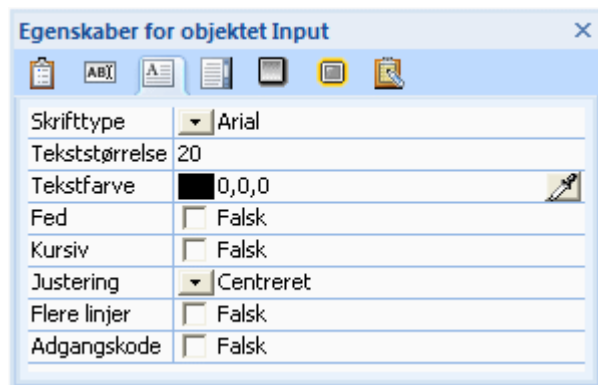 Egenskaber for objektet Input
ABI
Skrifttype Arial
Tekststørrelse 20
Tekstfarve 0,0,0
Fed Falsk
Kursiv Falsk
Justering Centreret
Flere linjer Falsk
Adgangskode Falsk